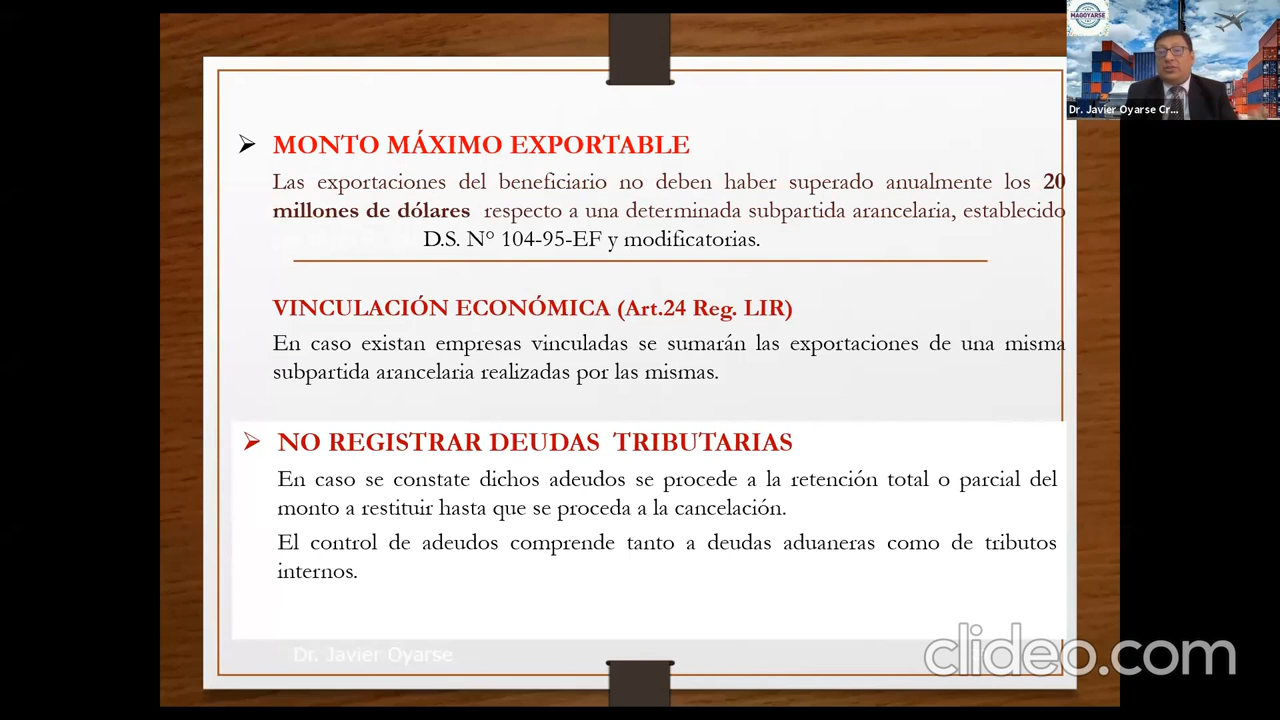 MAGOYARSE
Dr. Javier Oyarse Cr...
➢ MONTO MÁXIMO EXPORTABLE
Las exportaciones del beneficiario no deben haber superado anualmente los 20
millones de dólares respecto a una determinada subpartida arancelaria, establecido
D.S. N° 104-95-EF y modificatorias.
VINCULACIÓN ECONÓMICA (Art.24 Reg. LIR)
En caso existan empresas vinculadas se sumarán las exportaciones de una misma
subpartida arancelaria realizadas por las mismas.
➢ NO REGISTRAR DEUDAS TRIBUTARIAS
En caso se constate dichos adeudos se procede a la retención total o parcial del
monto a restituir hasta que se proceda a la cancelación.
El control de adeudos comprende tanto a deudas aduaneras como de tributos
internos.
Dr. Javier Oyarse
clideo.com